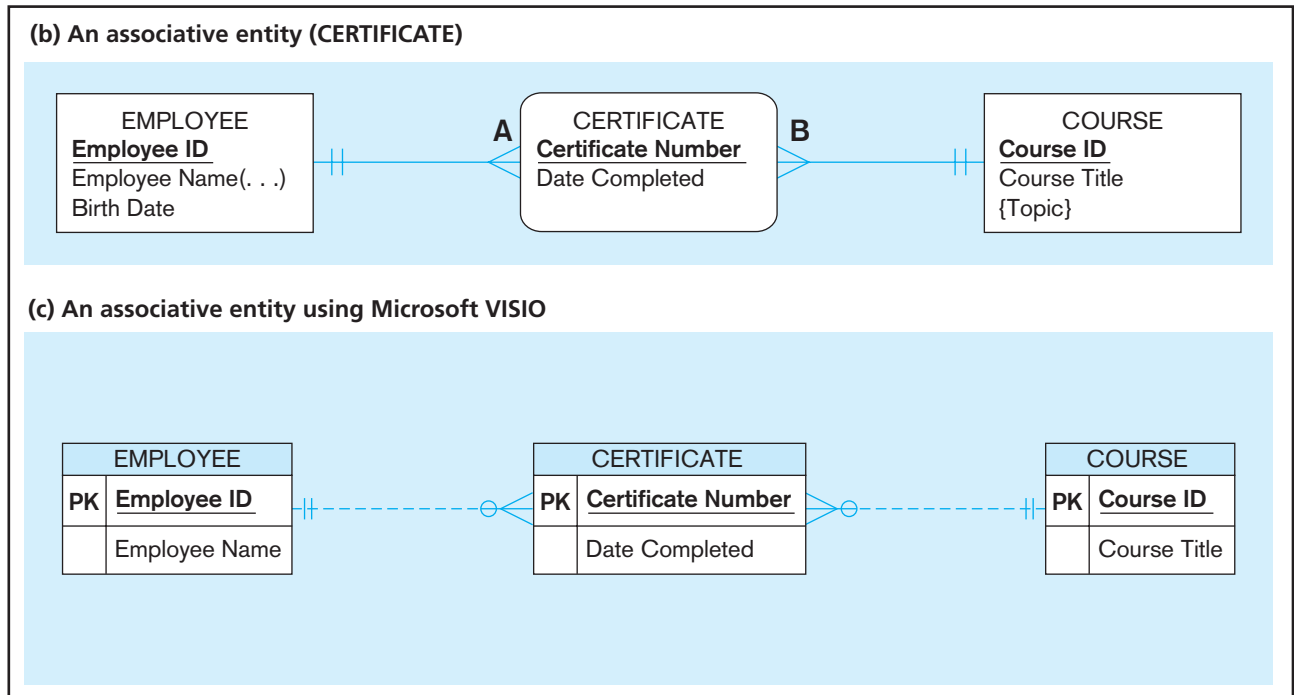 (b) An associative entity (CERTIFICATE)
EMPLOYEE
Employee ID
Employee Name(. . .)
Birth Date
A
CERTIFICATE
Certificate Number
Date Completed
B
COURSE
Course ID
Course Title
{Topic}
(c) An associative entity using Microsoft VISIO
EMPLOYEE
PK Employee ID
Employee Name
CERTIFICATE
PK Certificate Number
Date Completed
COURSE
PK Course ID
Course Title